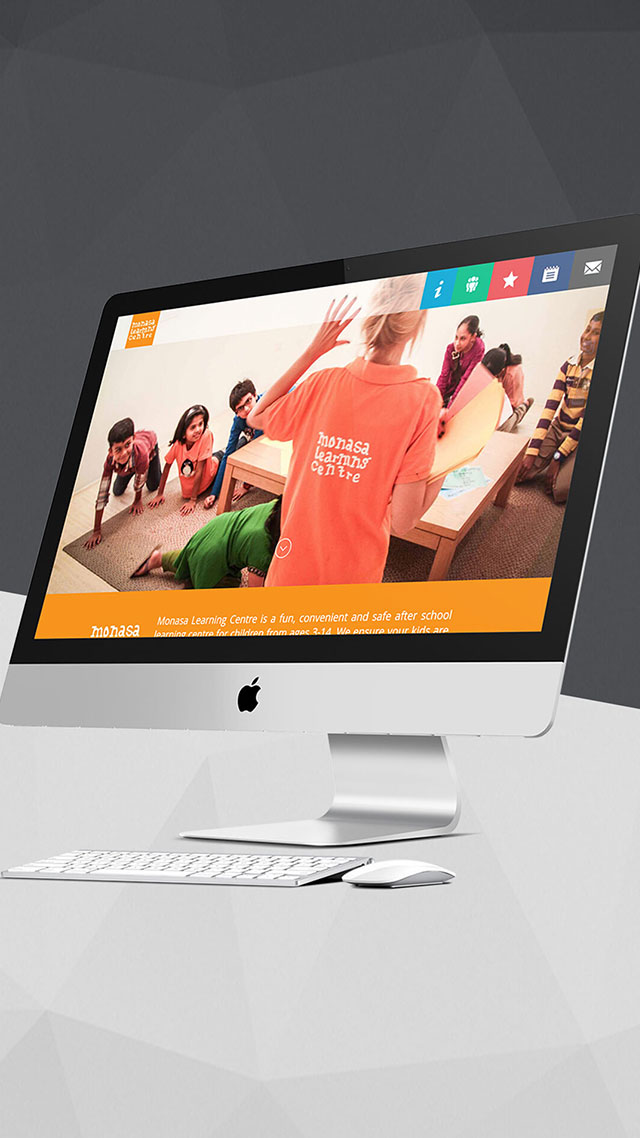 monasa
learning
centre
i
monasa
learning
centre
monasa
Monasa Learning Centre is a fun, convenient and safe after school
learning centre for children from ages 3-14. We ensure your kids are